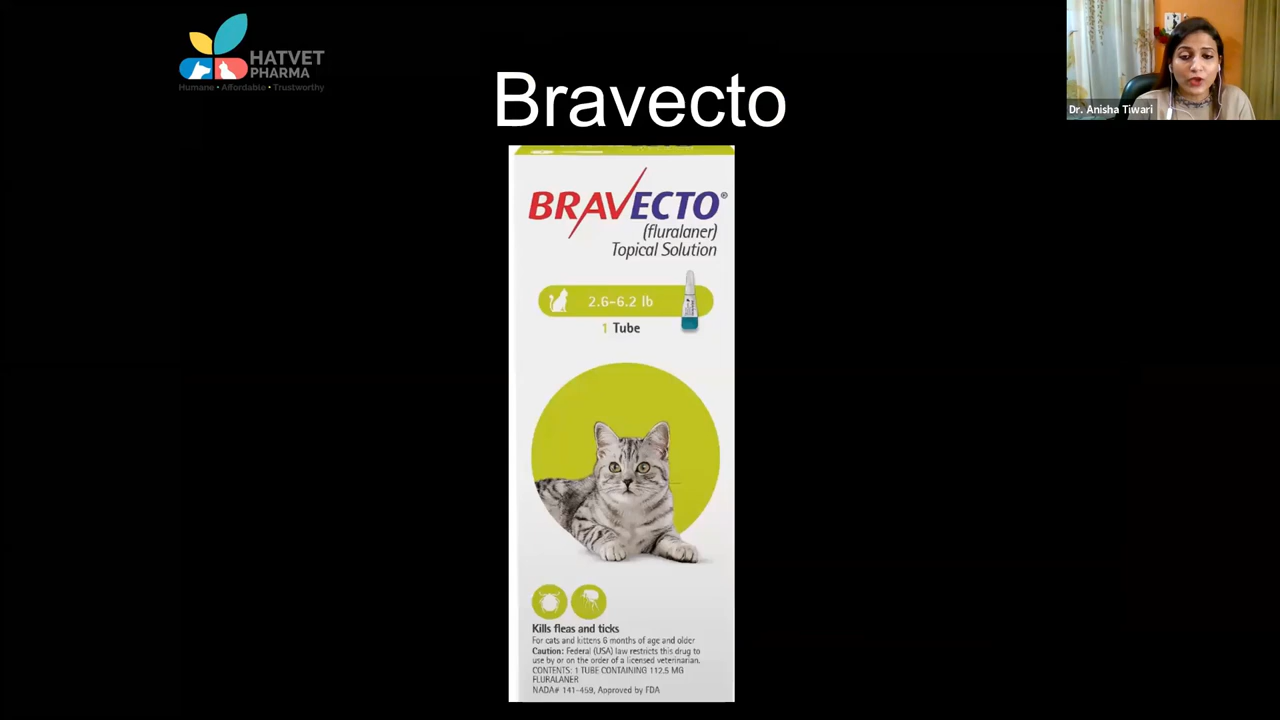 HATVET
PHARMA
Humane • Affordable • Trustworthy
Dr. Anisha Tiwari
Bravecto
BRAVECTO®
(fluralaner)
Topical Solution
2.6-6.2 lb
1 Tube
Kills fleas and ticks
For cats and kittens 6 months of age and older
Caution: Federal (USA) law restricts this drug to
use by or on the order of a licensed veterinarian.
CONTENTS: 1 TUBE CONTAINING 112.5 MG
FLURALANER
NADA# 141-459, Approved by FDA